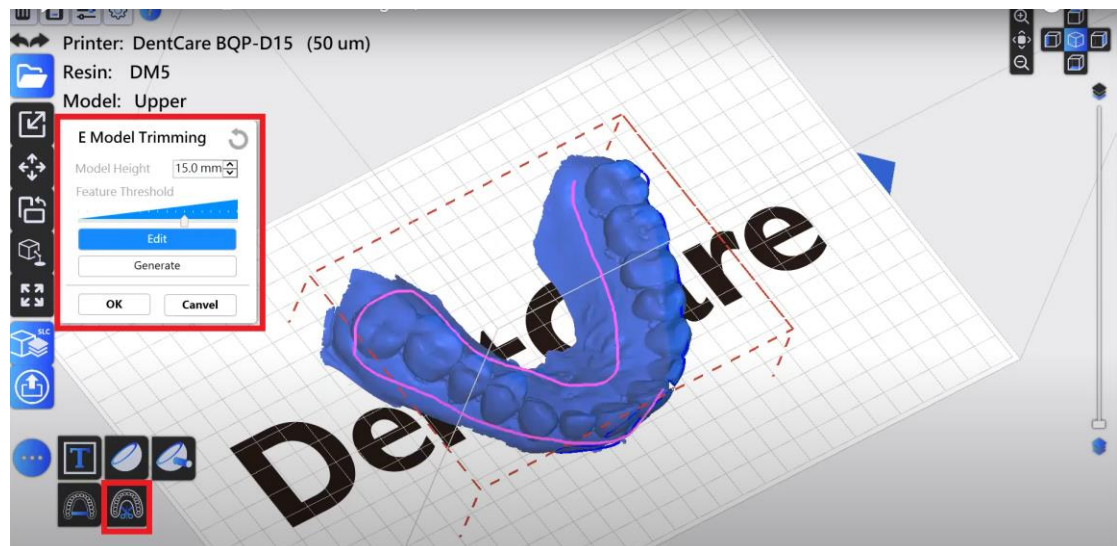 Printer: DentCare BQP-D15 (50 um)
Resin: DM5
Model: Upper
E Model Trimming
Model Height 15.0 mm
Feature Threshold
Edit
Generate
OK Canvel
SLC
T
DentCare